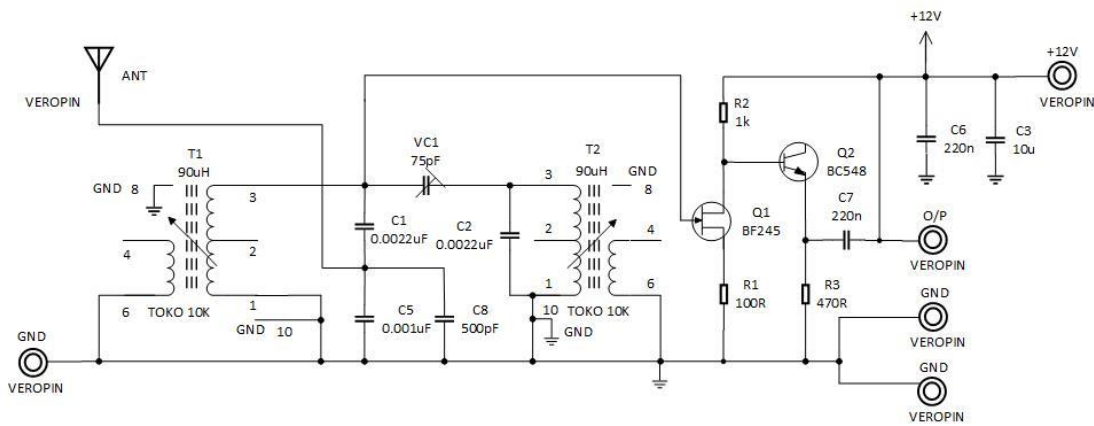 +12V
+12V
VEROPIN
ANT
VEROPIN
R2
1k
C6
220n
C3
10u
VC1
75pF
T1
90uH
T2
90uH
Q2
BC548
GND 8
3
3
GND
8
C7
220n
C1
0.0022uF
C2
0.0022uF
Q1
BF245
O/P
VEROPIN
4
2
2
4
6
TOKO 10K
1
GND 10
C5
0.001uF
C8
500pF
1
10
TOKO 10K
6
GND
R1
100R
R3
470R
GND
VEROPIN
GND
VEROPIN
GND
VEROPIN